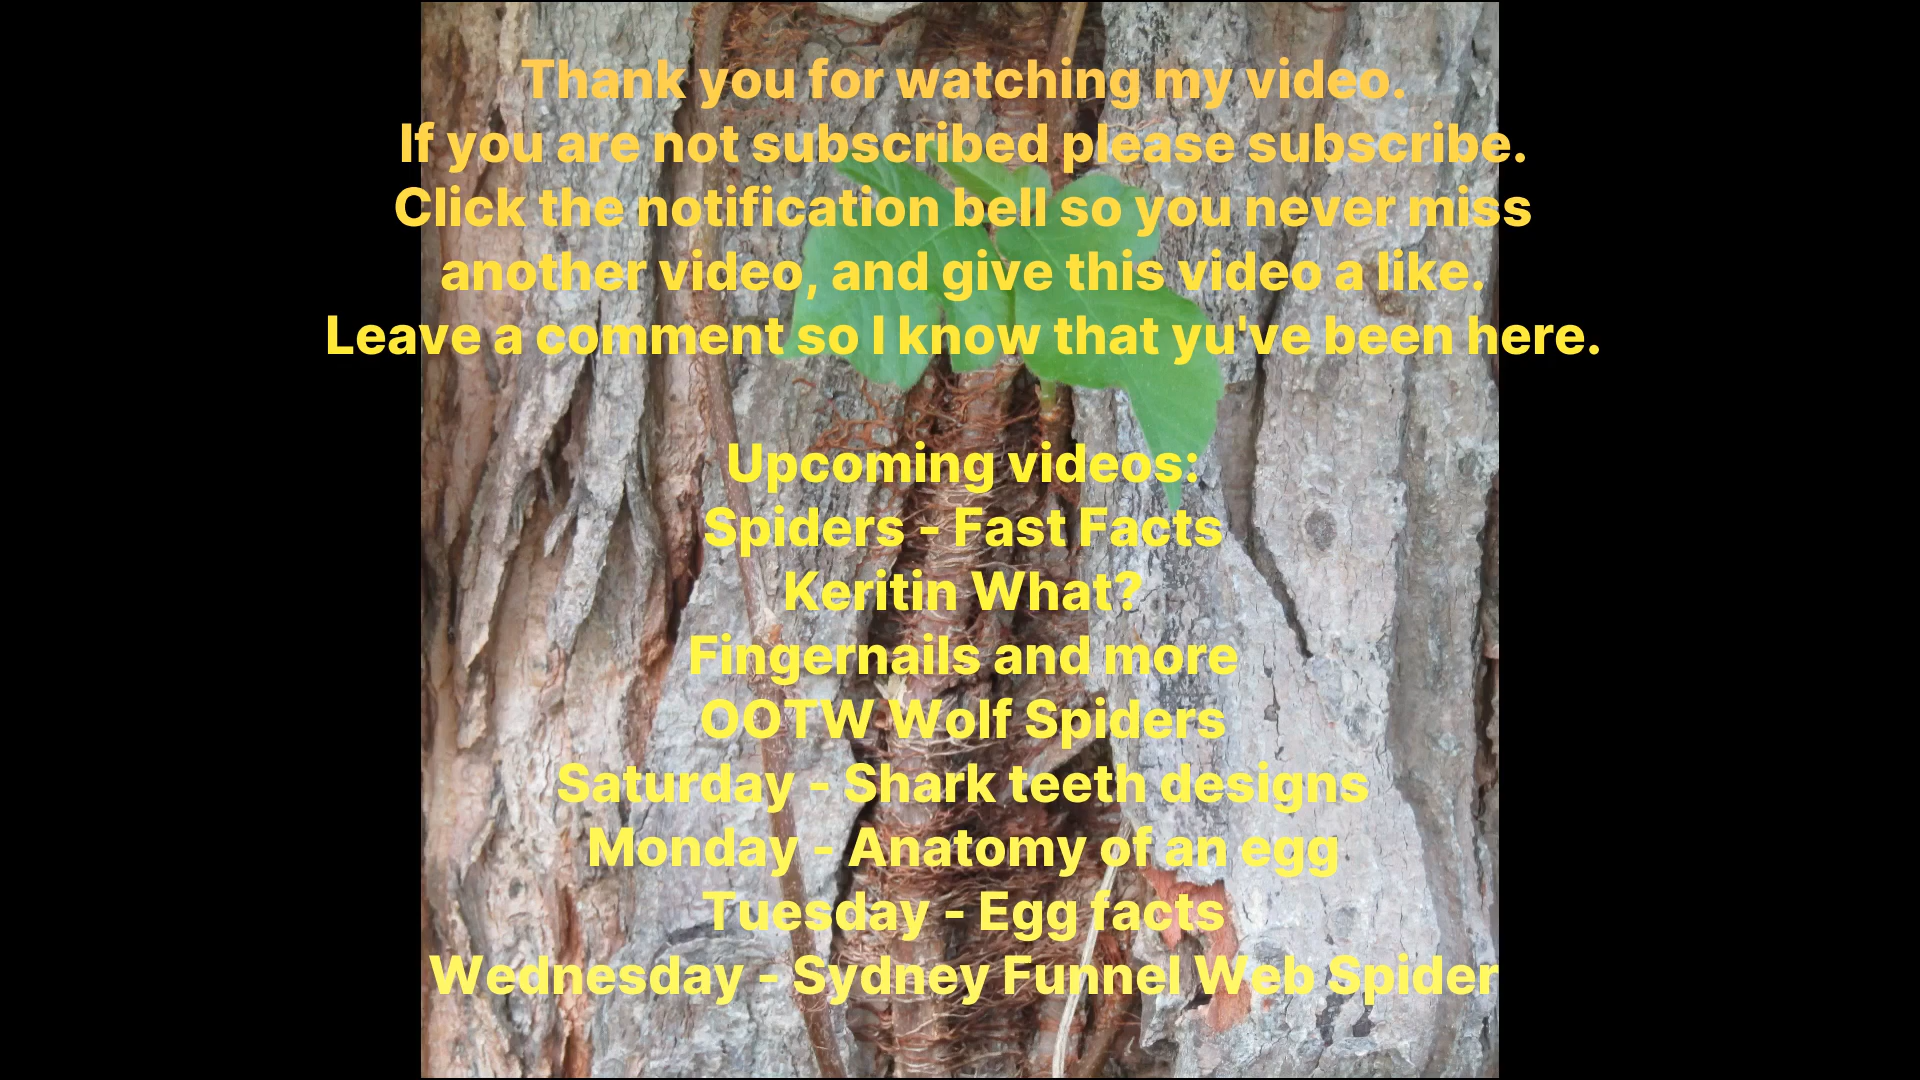 Thank you for watching my video.
If you are not subscribed please subscribe.
Click the notification bell so you never miss
another video, and give this video a like.
Leave a comment so I know that yu've been here.
Upcoming videos:
Spiders - Fast Facts
Keritin What?
Fingernails and more
OOTW Wolf Spiders
Saturday - Shark teeth designs
Monday - Anatomy of an egg
Tuesday - Egg facts
Wednesday - Sydney Funnel Web Spider